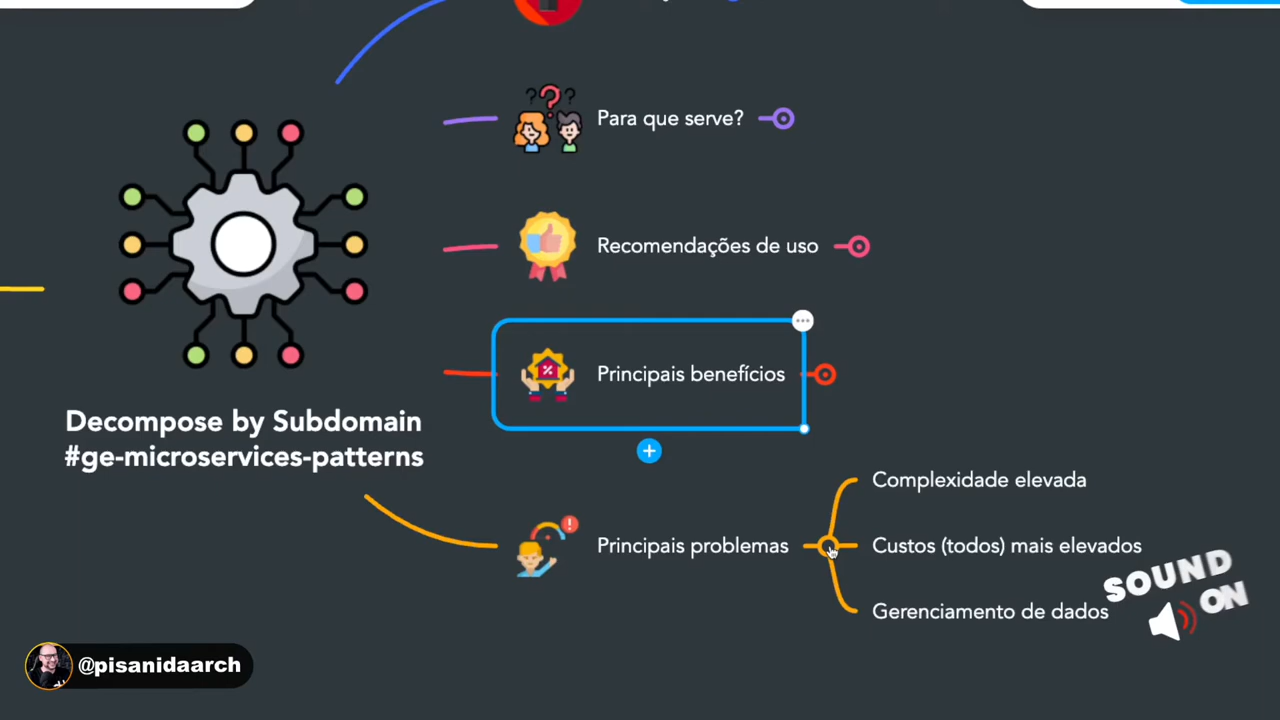 Para que serve?
Recomendações de uso
Principais benefícios
Decompose by Subdomain
#ge-microservices-patterns
Principais problemas
Complexidade elevada
Custos (todos) mais elevados
Gerenciamento de dados
SOUND
ON
@pisanidaarch